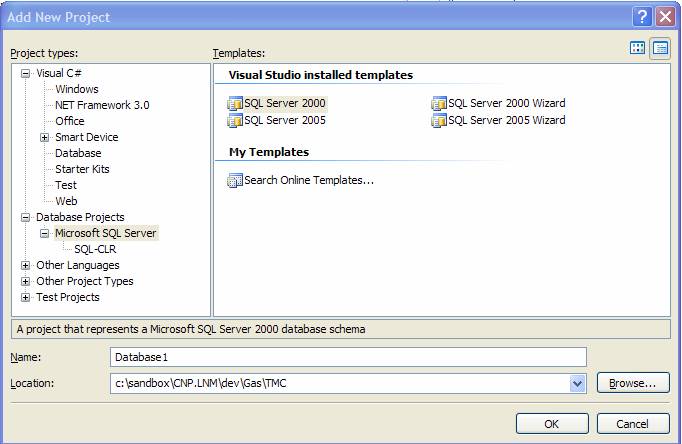 Add New Project
Project types:
Templates:
Visual C#
Windows
NET Framework 3.0
Office
Smart Device
Database
Starter Kits
Test
Web
Database Projects
Microsoft SQL Server
SQL-CLR
Other Languages
Other Project Types
Test Projects
Visual Studio installed templates
SQL Server 2000
SQL Server 2000 Wizard
SQL Server 2005
SQL Server 2005 Wizard
My Templates
Search Online Templates...
A project that represents a Microsoft SQL Server 2000 database schema
Name:
Database1
Location:
c:\sandbox\CNP.LNM\dev\Gas\TMC
Browse...
OK
Cancel